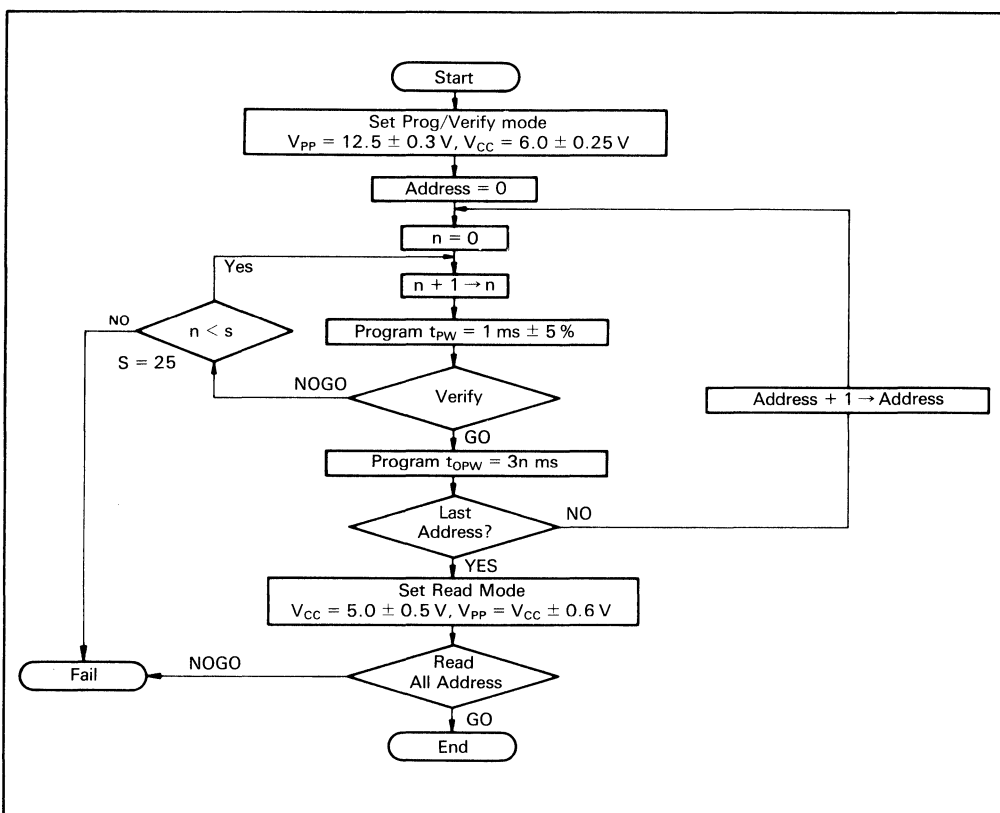 Start
Set Prog/Verify mode
VPP = 12.5 ± 0.3 V, VCC = 6.0 ± 0.25 V
Address = 0
n = 0
Yes
n + 1 → n
NO
n < s
Program tPW = 1 ms ± 5 %
S = 25
NOGO
Verify
Address + 1 → Address
GO
Program tOPW = 3n ms
Last
Address?
NO
YES
Set Read Mode
VCC = 5.0 ± 0.5 V, VPP = VCC ± 0.6 V
Fail
NOGO
Read
All Address
GO
End